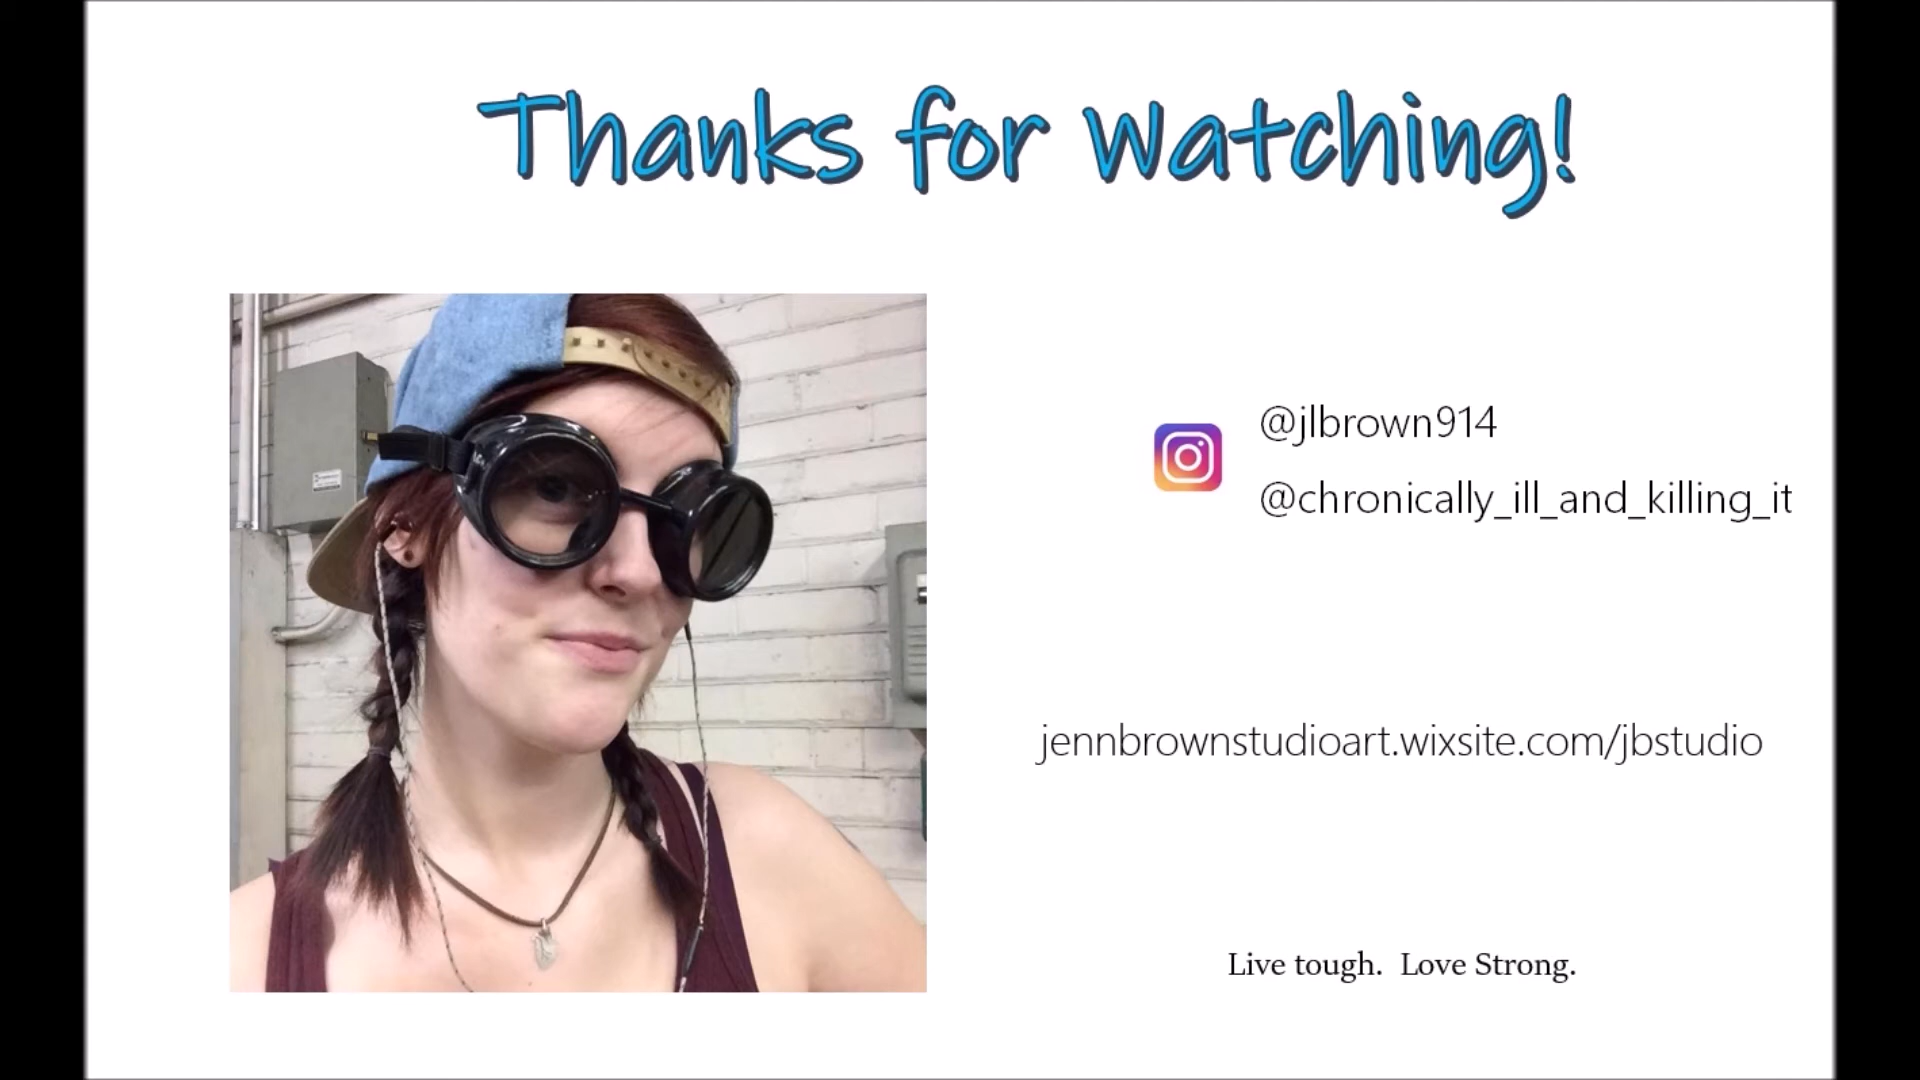 Thanks for Watching!
@jlbrown914
@chronically_ill_and_killing_it
jennbrownstudioart.wixsite.com/jbstudio
Live tough.  Love Strong.